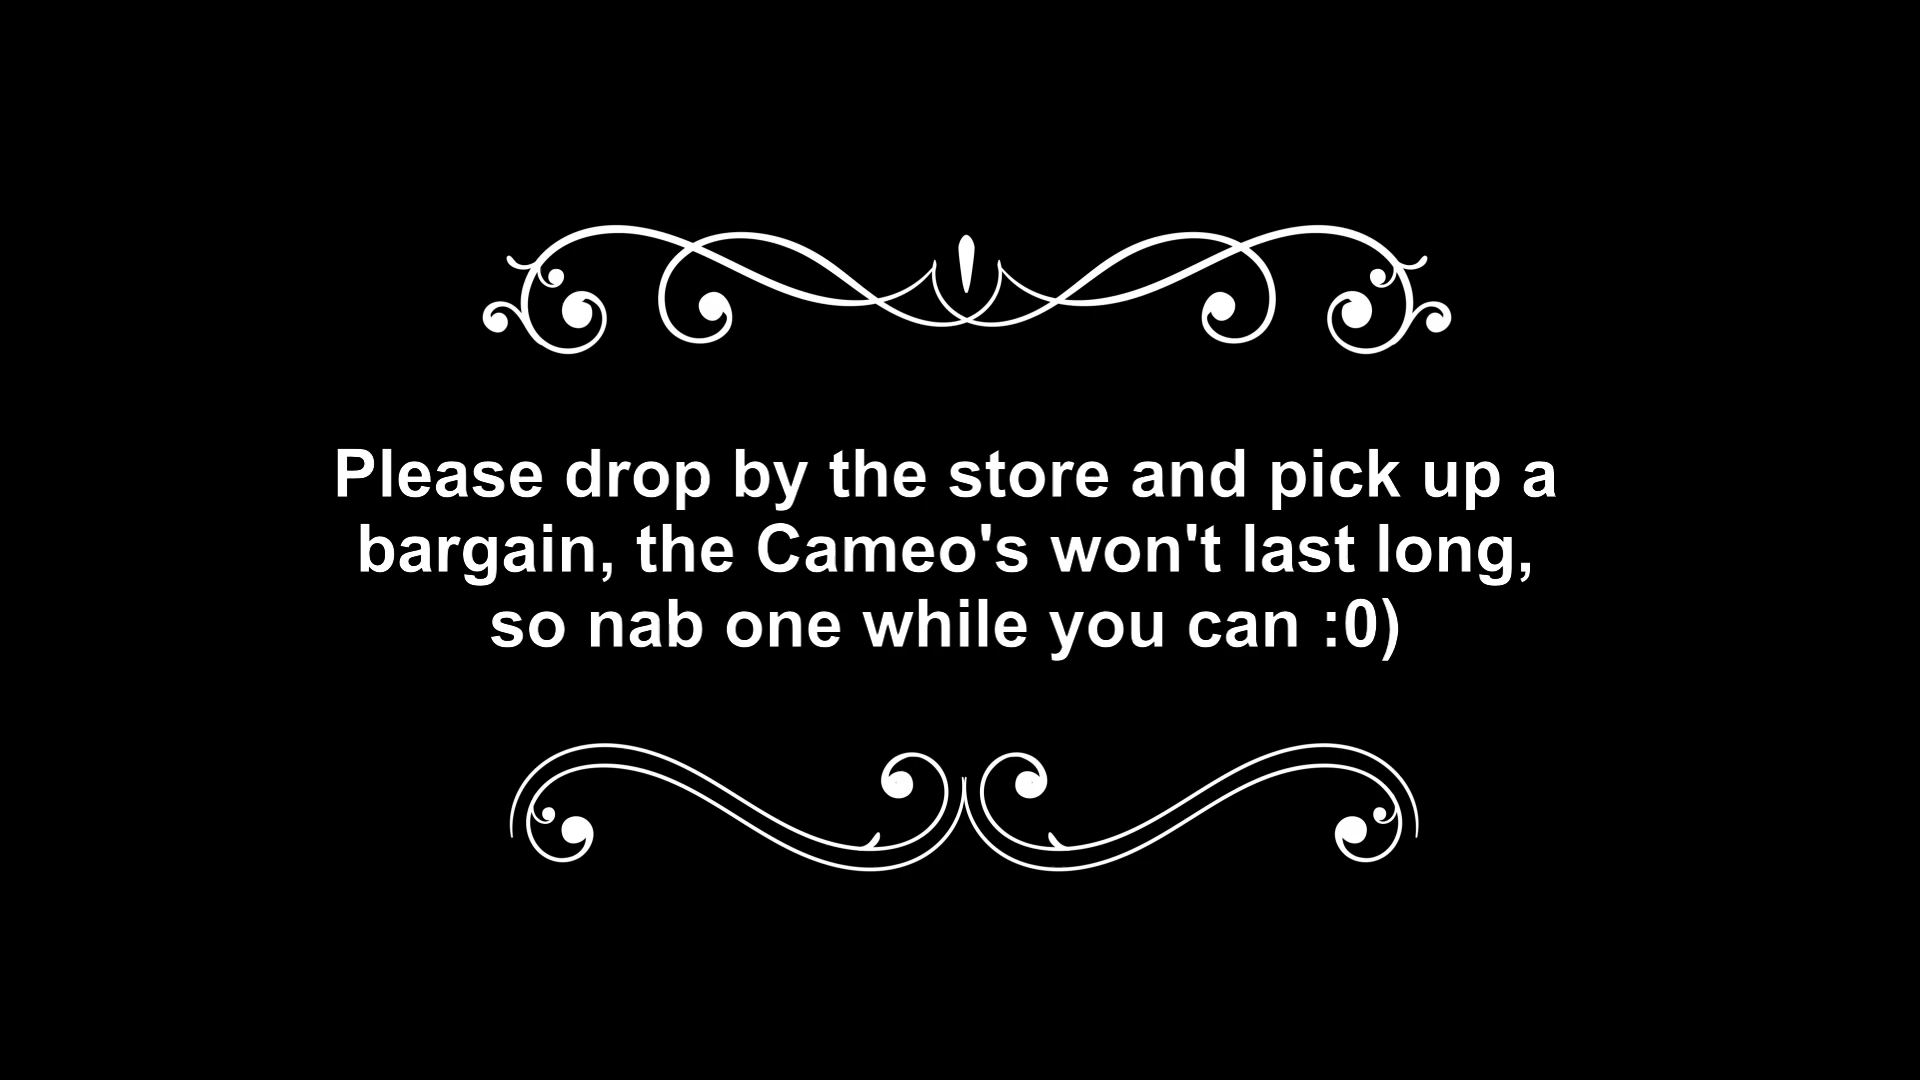 Please drop by the store and pick up a
bargain, the Cameo's won't last long,
so nab one while you can :0)